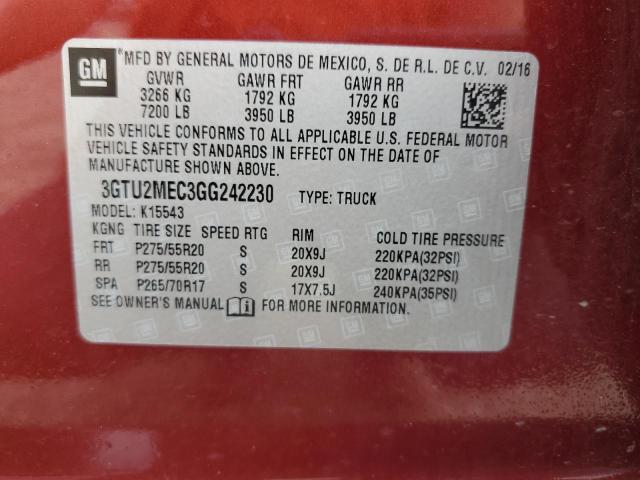 GM
MFD BY GENERAL MOTORS DE MEXICO, S. DE R.L. DE C.V. 02/16
GVWR GAWR FRT GAWR RR
3266 KG 1792 KG 1792 KG
7200 LB 3950 LB 3950 LB
THIS VEHICLE CONFORMS TO ALL APPLICABLE U.S. FEDERAL MOTOR
VEHICLE SAFETY STANDARDS IN EFFECT ON THE DATE OF
MANUFACTURE SHOWN ABOVE.
3GTU2MEC3GG242230 TYPE: TRUCK
MODEL: K15543
KGNG TIRE SIZE SPEED RTG RIM COLD TIRE PRESSURE
FRT P275/55R20 S 20X9J 220KPA(32PSI)
RR P275/55R20 S 20X9J 220KPA(32PSI)
SPA P265/70R17 S 17X7.5J 240KPA(35PSI)
SEE OWNER'S MANUAL FOR MORE INFORMATION.